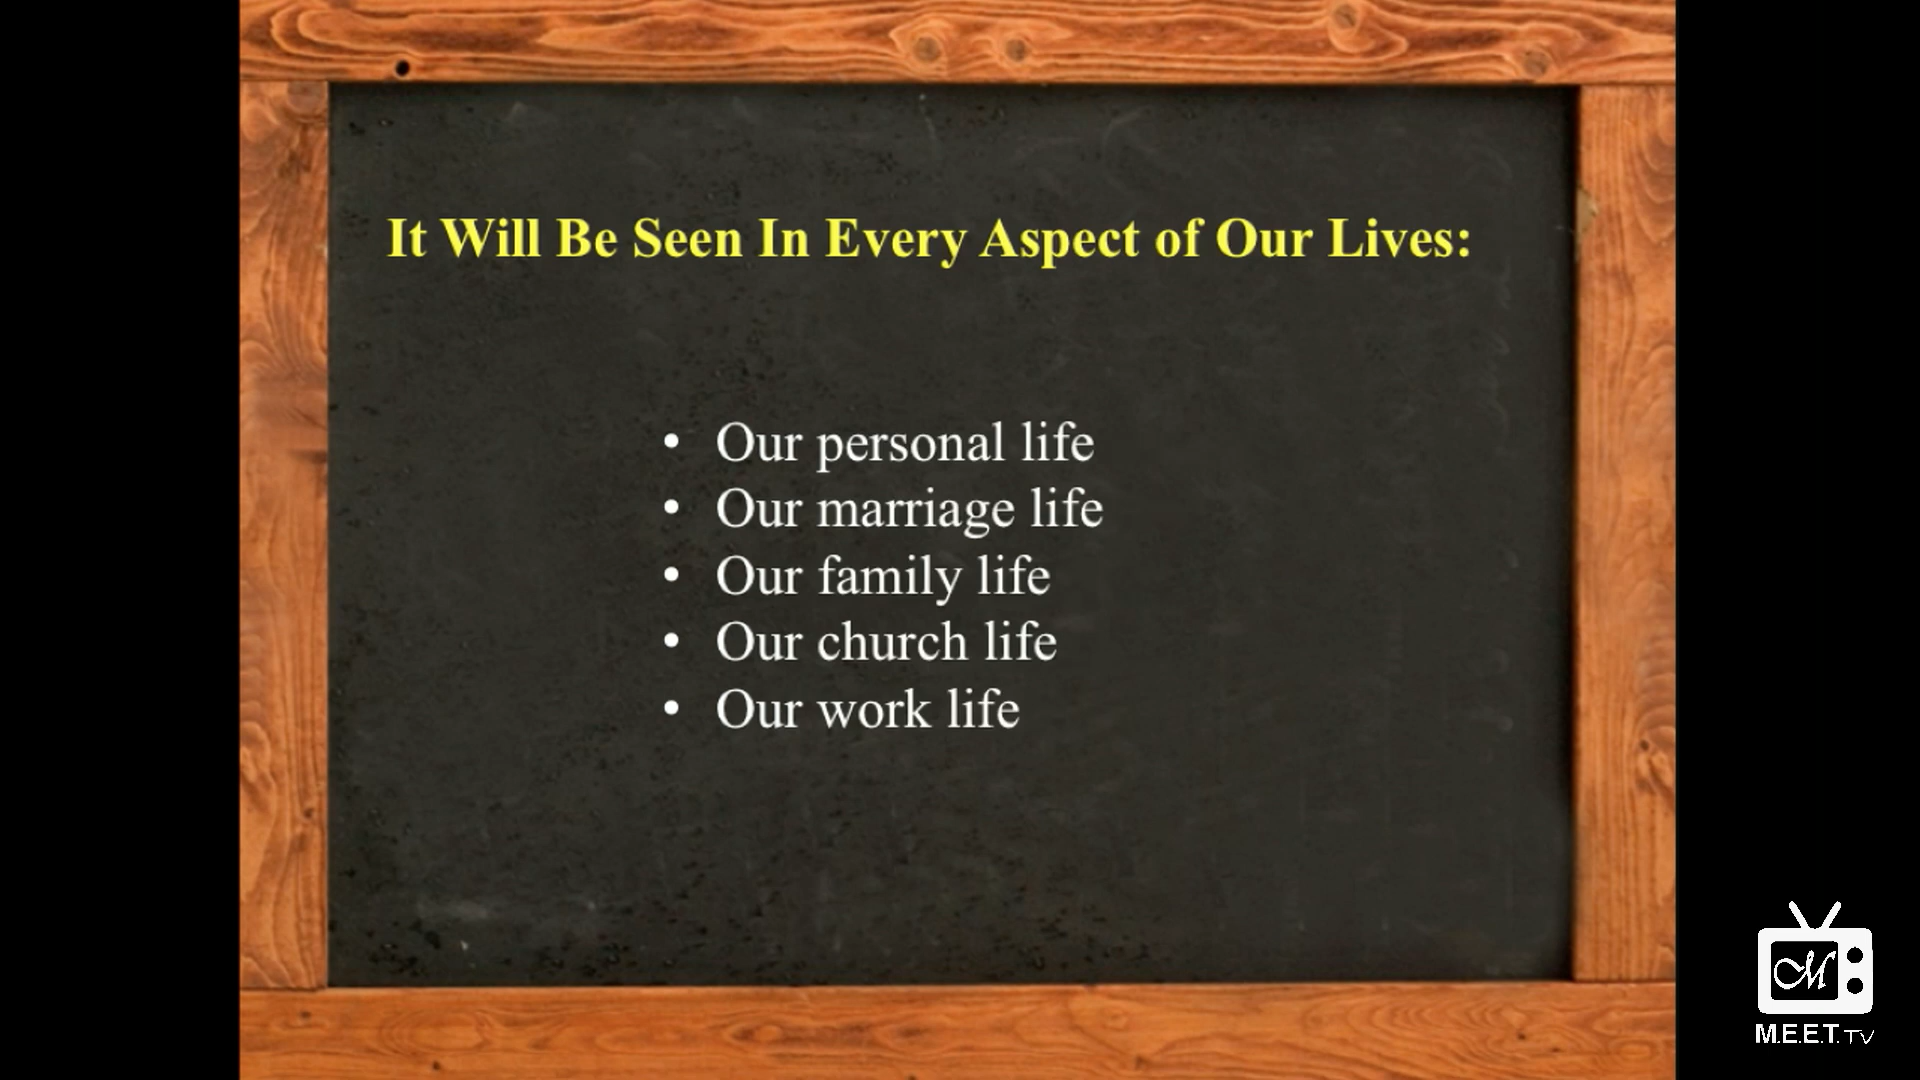 It Will Be Seen In Every Aspect of Our Lives:
• Our personal life
• Our marriage life
• Our family life
• Our church life
• Our work life
M
M.E.E.T. TV